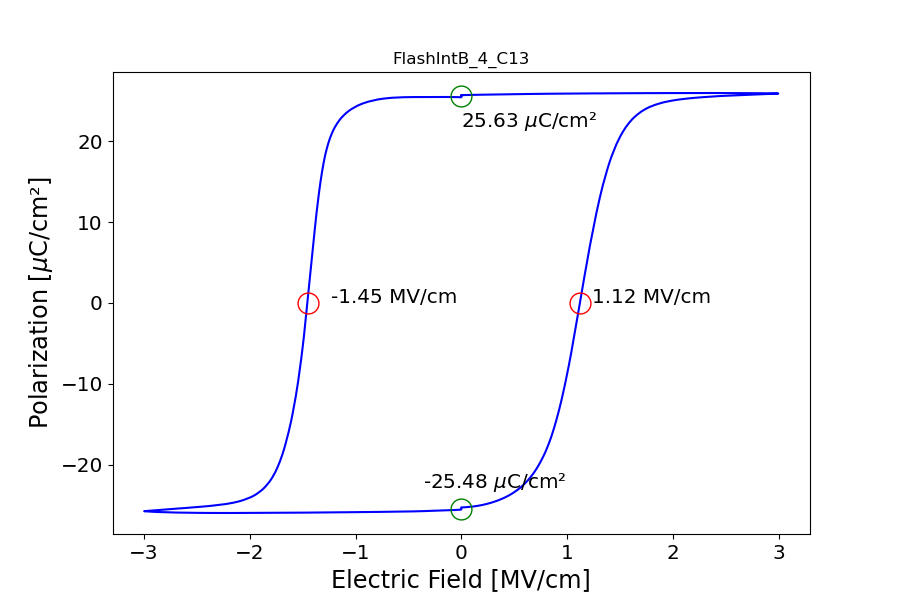 FlashIntB_4_C13
25.63 μC/cm²
-1.45 MV/cm
1.12 MV/cm
-25.48 μC/cm²
Polarization [μC/cm²]
20
10
0
−10
−20
−3
−2
−1
0
1
2
3
Electric Field [MV/cm]